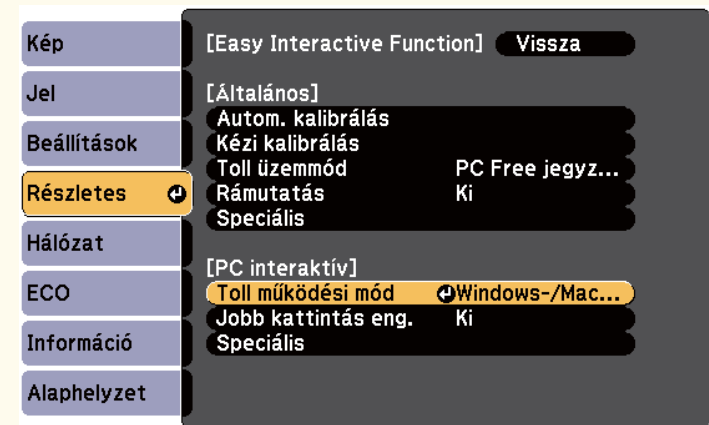 Kép
Jel
Beállítások
Részletes
Hálózat
ECO
Információ
Alaphelyzet
[Easy Interactive Function] Vissza
[Általános]
Autom. kalibrálás
Kézi kalibrálás
Toll üzemmód PC Free jegyz...
Rámutatás Ki
Speciális
[PC interaktív]
Toll működési mód Windows-/Mac...
Jobb kattintás eng. Ki
Speciális